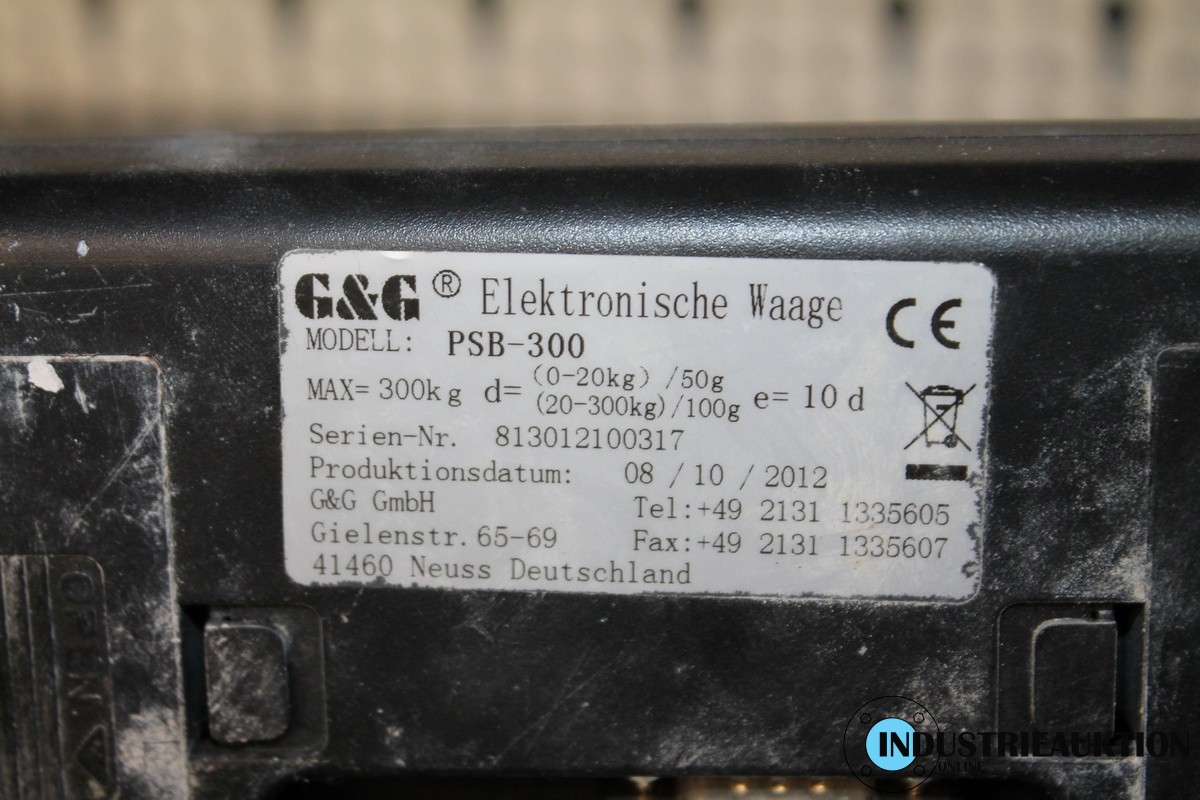 G&G® Elektronische Waage CE
MODELL: PSB-300
MAX= 300kg d= (0-20kg) /50g e= 10 d
(20-300kg)/100g
Serien-Nr. 813012100317
Produktionsdatum: 08 / 10 / 2012
G&G GmbH Tel:+49 2131 1335605
Gielenstr. 65-69 Fax:+49 2131 1335607
41460 Neuss Deutschland
OPEN
INDUSTRIEAUKTION
ONLINE